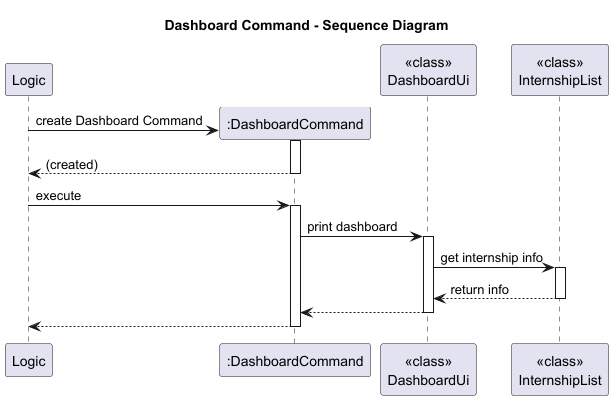 Dashboard Command - Sequence Diagram
«class»
DashboardUi
«class»
InternshipList
Logic
:DashboardCommand
create Dashboard Command
(created)
execute
print dashboard
get internship info
return info
Logic
:DashboardCommand
«class»
DashboardUi
«class»
InternshipList